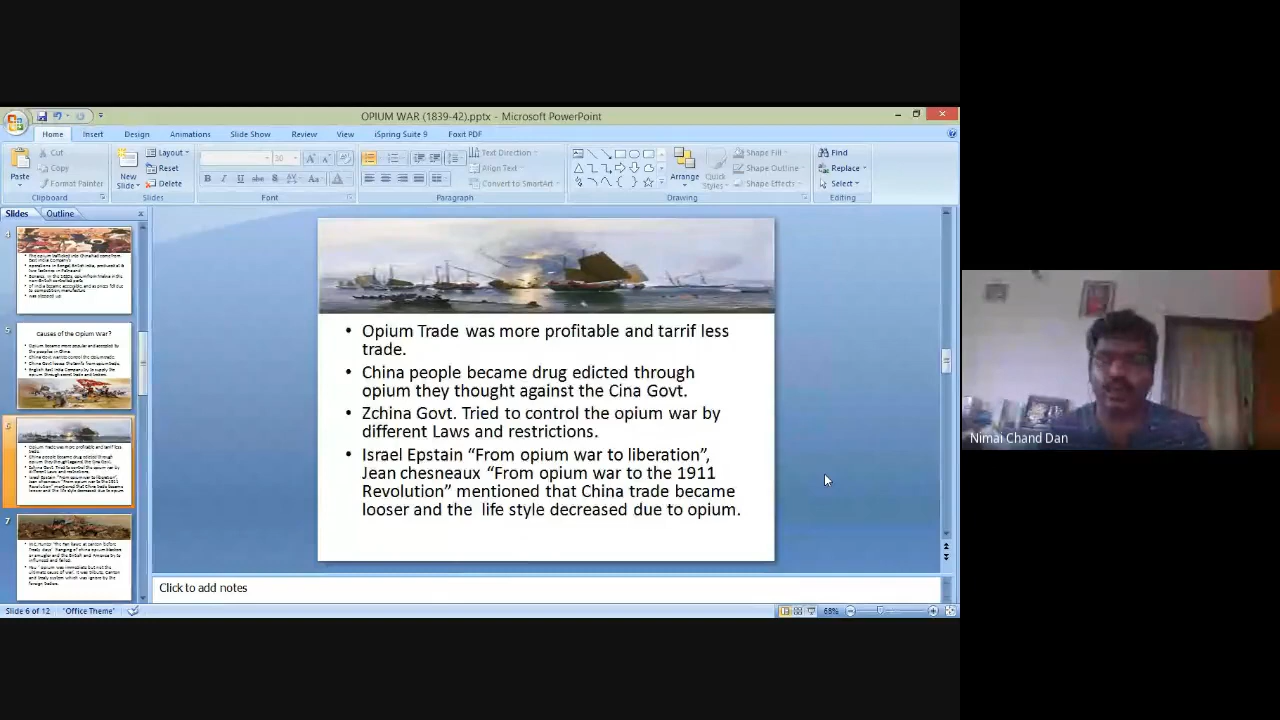 OPIUM WAR (1839-42).pptx - Microsoft PowerPoint
Home Insert Design Animations Slide Show Review View iSpring Suite 9 Foxit PDF
Paste
Cut
Copy
Format Painter
Clipboard
New
Slide
Layout
Reset
Delete
Slides
30
Font
Text Direction
Align Text
Convert to SmartArt
Paragraph
Arrange
Quick
Styles
Shape Fill
Shape Outline
Shape Effects
Drawing
Find
Replace
Select
Editing
Slides Outline
4
5
Causes of the Opium War?
6
7
• Opium Trade was more profitable and tarrif less
trade.
• China people became drug edicted through
opium they thought against the Cina Govt.
• Zchina Govt. Tried to control the opium war by
different Laws and restrictions.
• Israel Epstain “From opium war to liberation”,
Jean chesneaux “From opium war to the 1911
Revolution” mentioned that China trade became
looser and the life style decreased due to opium.
Click to add notes
Slide 6 of 12 "Office Theme" 68%
Nimai Chand Dan